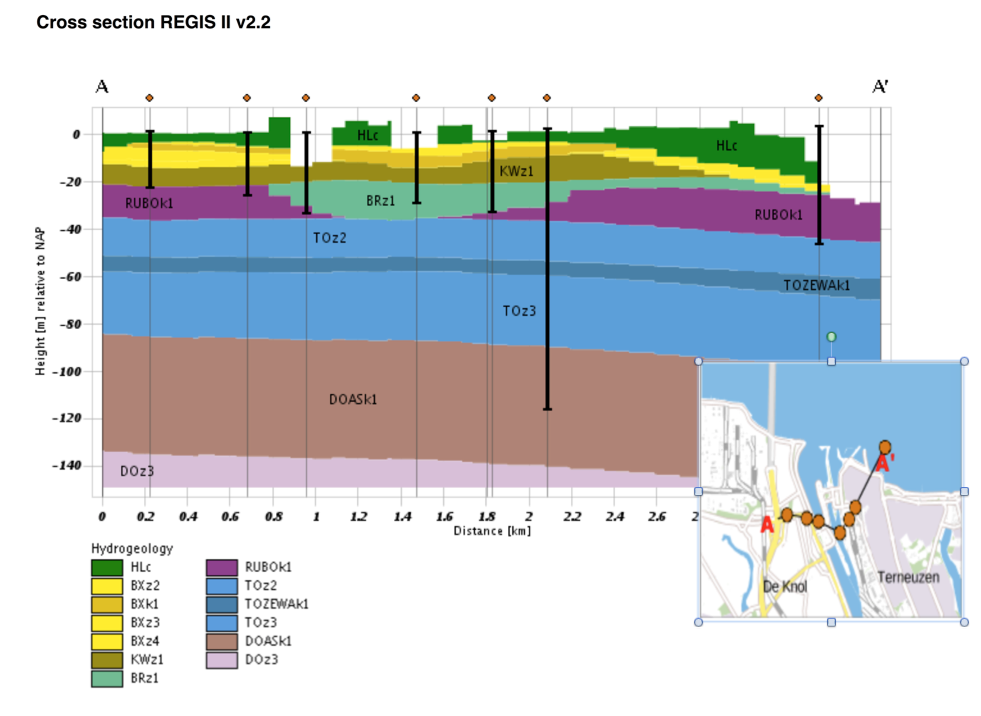 Cross section REGIS II v2.2
A A'
HLc
HLc
KWz1
BRz1
RUBOk1
RUBOk1
TOz2
TOZEWAk1
TOz3
DOASk1
DOz3
Height [m] relative to NAP
0
-20
-40
-60
-80
-100
-120
-140
0 0.2 0.4 0.6 0.8 1 1.2 1.4 1.6 1.8 2 2.2 2.4 2.6 2
Distance [km]
A'
A
De Knol
Terneuzen
Hydrogeology
HLc
BXz2
BXk1
BXz3
BXz4
KWz1
BRz1
RUBOk1
TOz2
TOZEWAk1
TOz3
DOASk1
DOz3